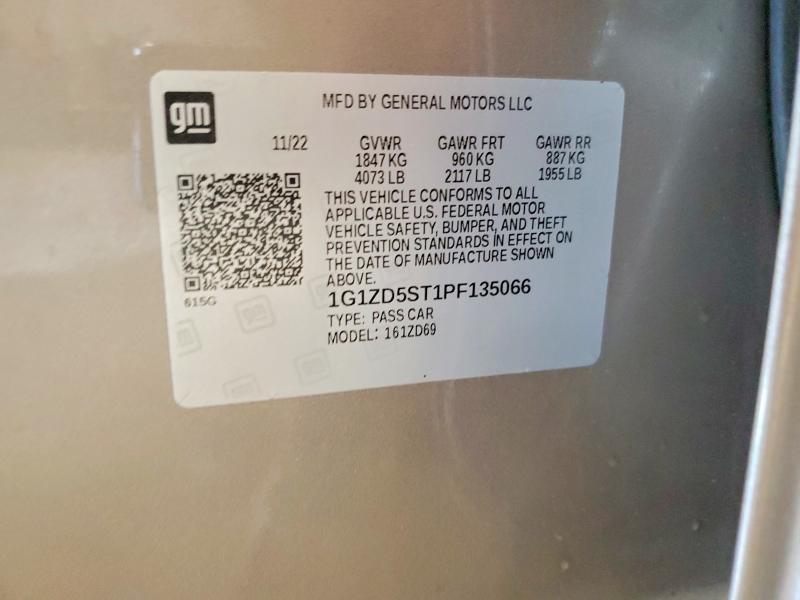 gm
MFD BY GENERAL MOTORS LLC
11/22 GVWR GAWR FRT GAWR RR
1847 KG 960 KG 887 KG
4073 LB 2117 LB 1955 LB
THIS VEHICLE CONFORMS TO ALL
APPLICABLE U.S. FEDERAL MOTOR
VEHICLE SAFETY, BUMPER, AND THEFT
PREVENTION STANDARDS IN EFFECT ON
THE DATE OF MANUFACTURE SHOWN
ABOVE.
615G
1G1ZD5ST1PF135066
TYPE: PASS CAR
MODEL: 161ZD69